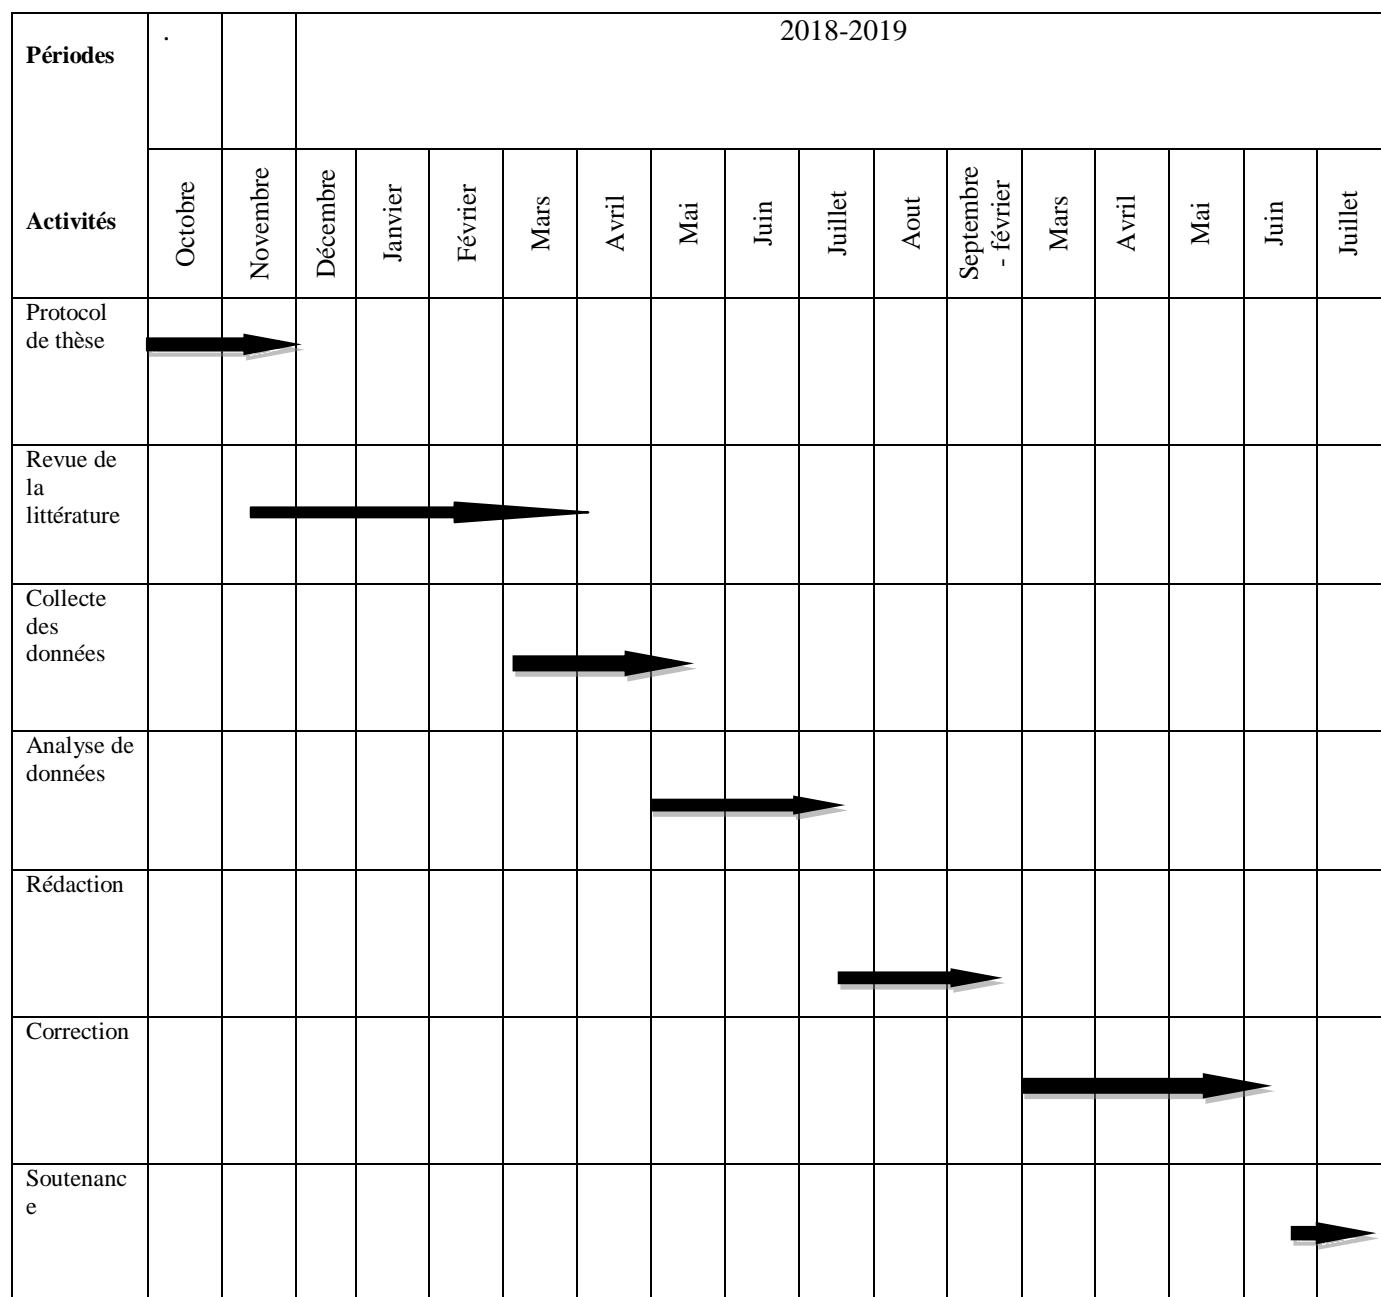 Périodes
.
2018-2019
Activités
Octobre
Novembre
Décembre
Janvier
Février
Mars
Avril
Mai
Juin
Juillet
Aout
Septembre
- février
Mars
Avril
Mai
Juin
Juillet
Protocol
de thèse
Revue de
la
littérature
Collecte
des
données
Analyse de
données
Rédaction
Correction
Soutenanc
e